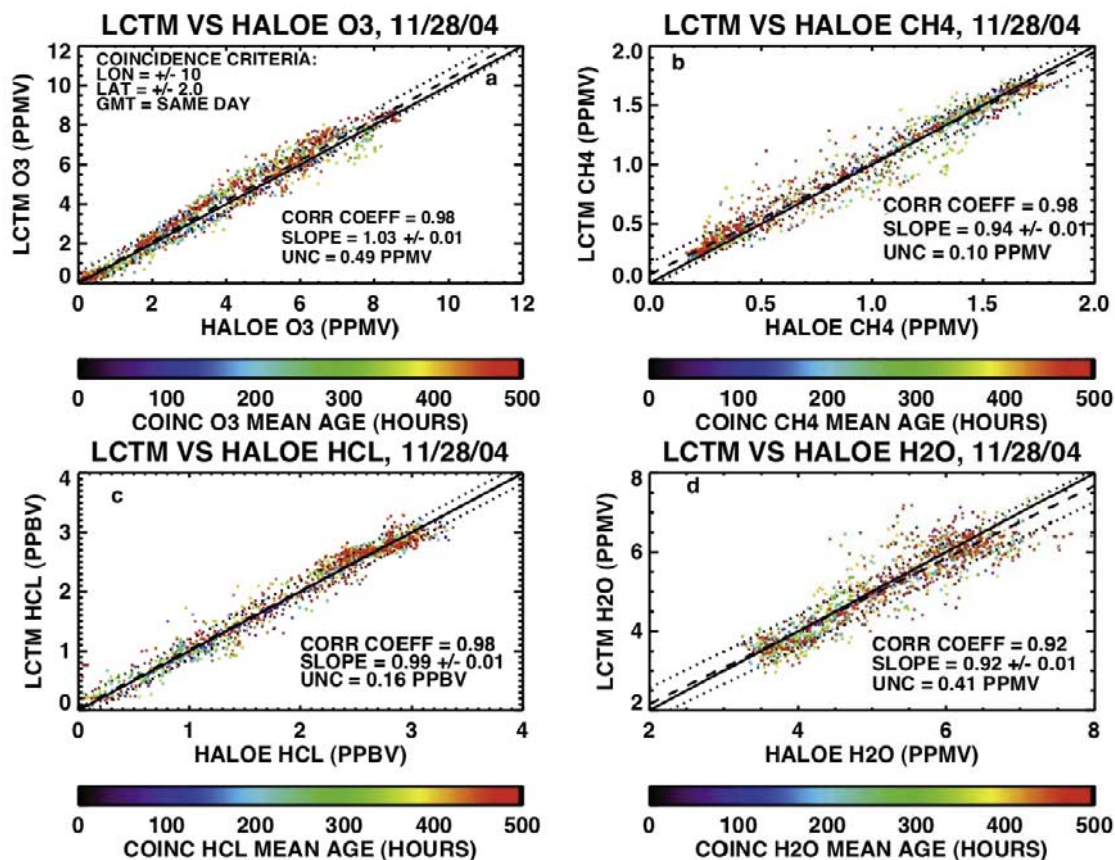 LCTM VS HALOE O3, 11/28/04
12
10
8
6
4
2
0
LCTM O3 (PPMV)
COINCIDENCE CRITERIA:
LON = +/- 10
LAT = +/- 2.0
GMT = SAME DAY
a
CORR COEFF = 0.98
SLOPE = 1.03 +/- 0.01
UNC = 0.49 PPMV
0 2 4 6 8 10 12
HALOE O3 (PPMV)
0 100 200 300 400 500
COINC O3 MEAN AGE (HOURS)
LCTM VS HALOE CH4, 11/28/04
2.0
1.5
1.0
0.5
0.0
LCTM CH4 (PPMV)
b
CORR COEFF = 0.98
SLOPE = 0.94 +/- 0.01
UNC = 0.10 PPMV
0.0 0.5 1.0 1.5 2.0
HALOE CH4 (PPMV)
0 100 200 300 400 500
COINC CH4 MEAN AGE (HOURS)
LCTM VS HALOE HCL, 11/28/04
4
3
2
1
0
LCTM HCL (PPBV)
c
CORR COEFF = 0.98
SLOPE = 0.99 +/- 0.01
UNC = 0.16 PPBV
0 1 2 3 4
HALOE HCL (PPBV)
0 100 200 300 400 500
COINC HCL MEAN AGE (HOURS)
LCTM VS HALOE H2O, 11/28/04
8
6
4
2
LCTM H2O (PPMV)
d
CORR COEFF = 0.92
SLOPE = 0.92 +/- 0.01
UNC = 0.41 PPMV
2 4 6 8
HALOE H2O (PPMV)
0 100 200 300 400 500
COINC H2O MEAN AGE (HOURS)